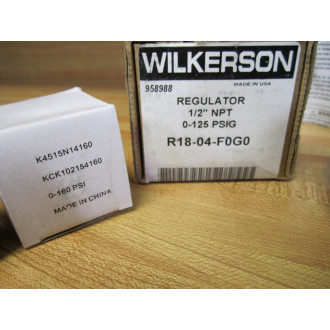 WILKERSON
958988
MADE IN USA
REGULATOR
1/2" NPT
0-125 PSIG
R18-04-F0G0
K4515N14160
KCK102154160
0-160 PSI
MADE IN CHINA